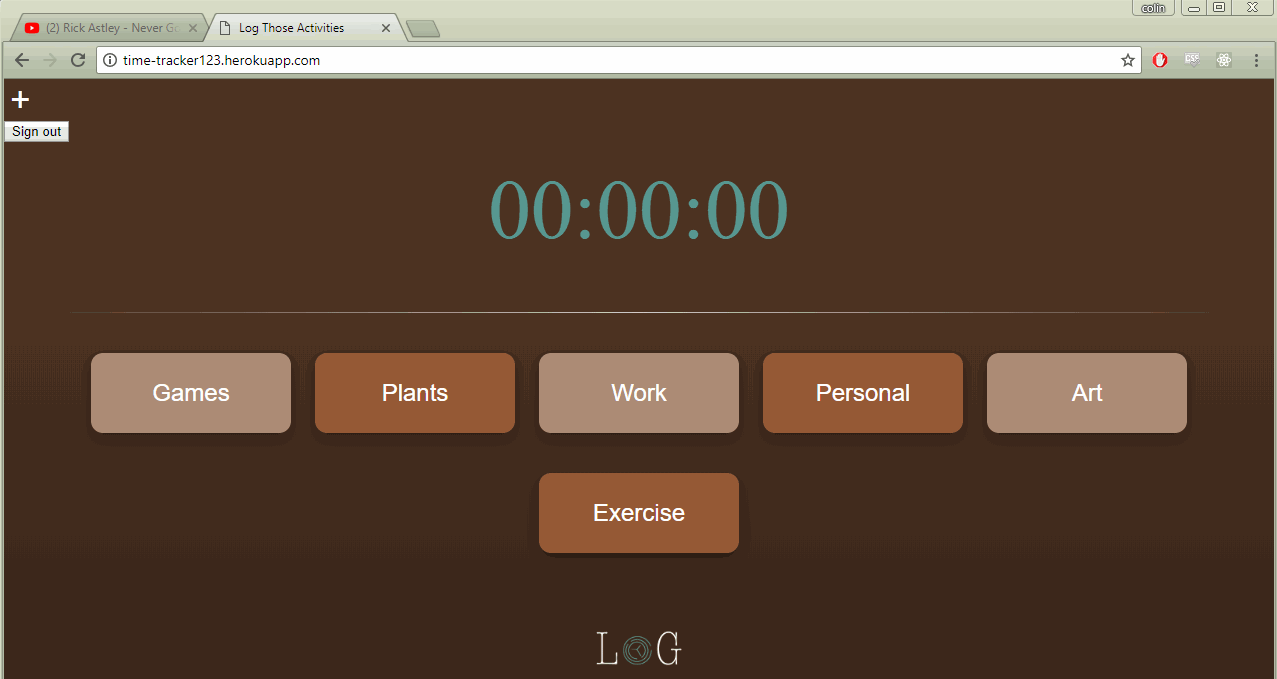 colin
(2) Rick Astley - Never Go
Log Those Activities
time-tracker123.herokuapp.com
+
Sign out
00:00:00
Games
Plants
Work
Personal
Art
Exercise
LOG